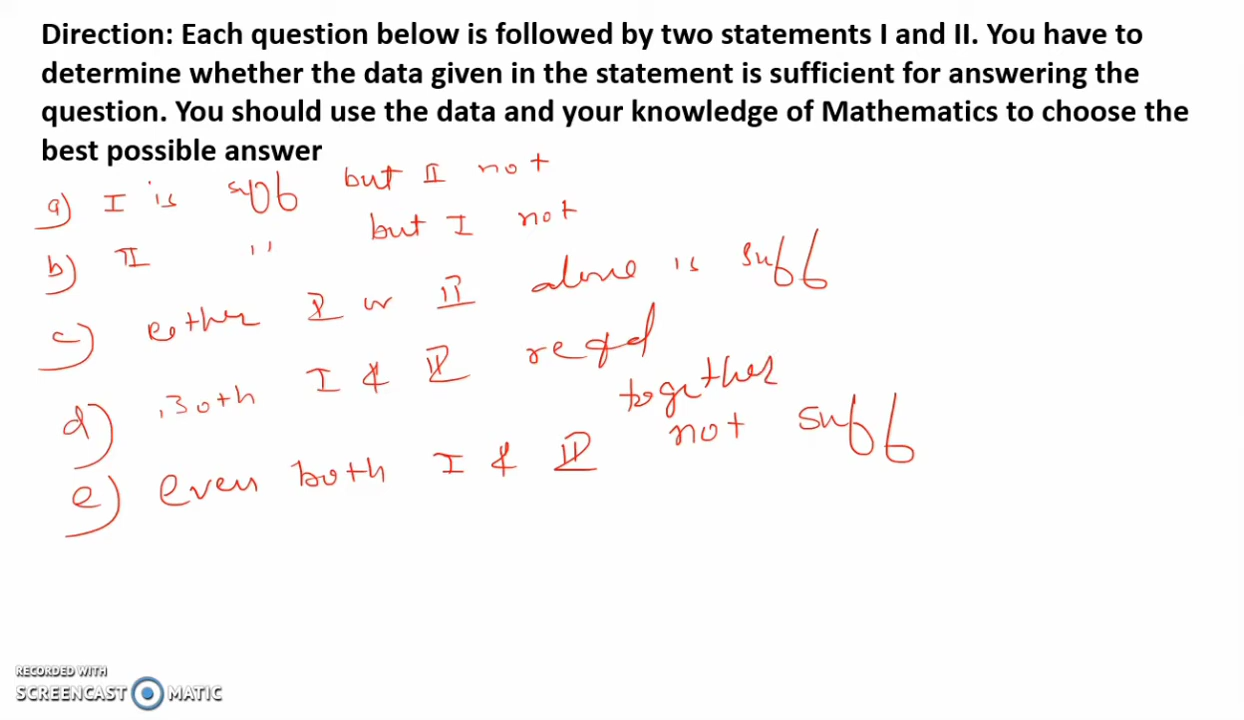 Direction: Each question below is followed by two statements I and II. You have to
determine whether the data given in the statement is sufficient for answering the
question. You should use the data and your knowledge of Mathematics to choose the
best possible answer
a) I is suff but II not
b) II " but I not
c) either I or II alone is suff
d) Both I & II reqd
together
e) even both I & II not suff
RECORDED WITH
SCREENCAST MATIC